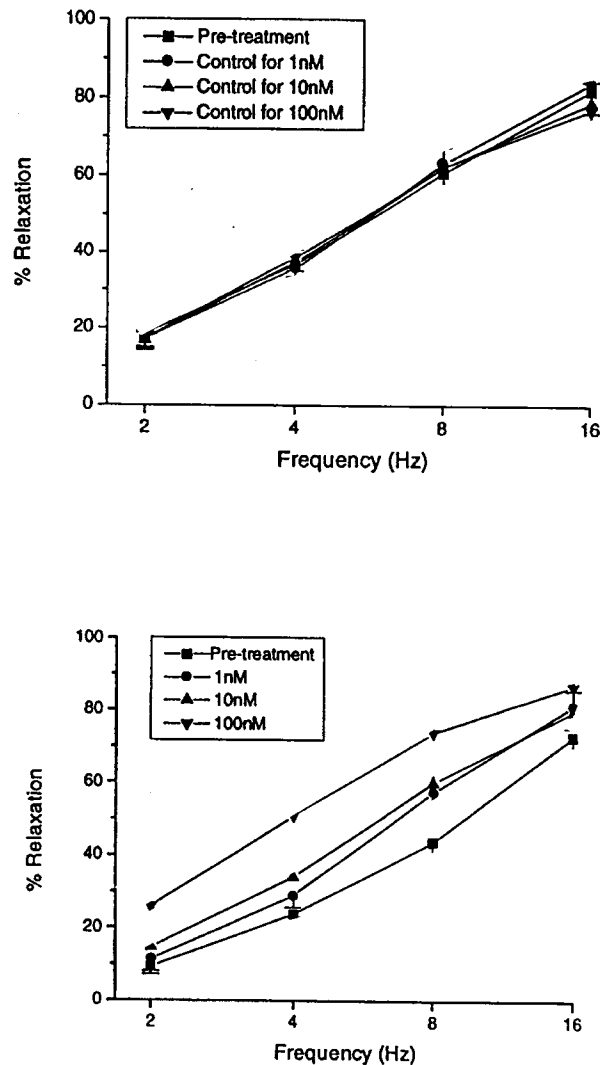 100
80
60
40
20
0
% Relaxation
Pre-treatment
Control for 1nM
Control for 10nM
Control for 100nM
2
4
8
16
Frequency (Hz)
100
80
60
40
20
0
% Relaxation
Pre-treatment
1nM
10nM
100nM
2
4
8
16
Frequency (Hz)